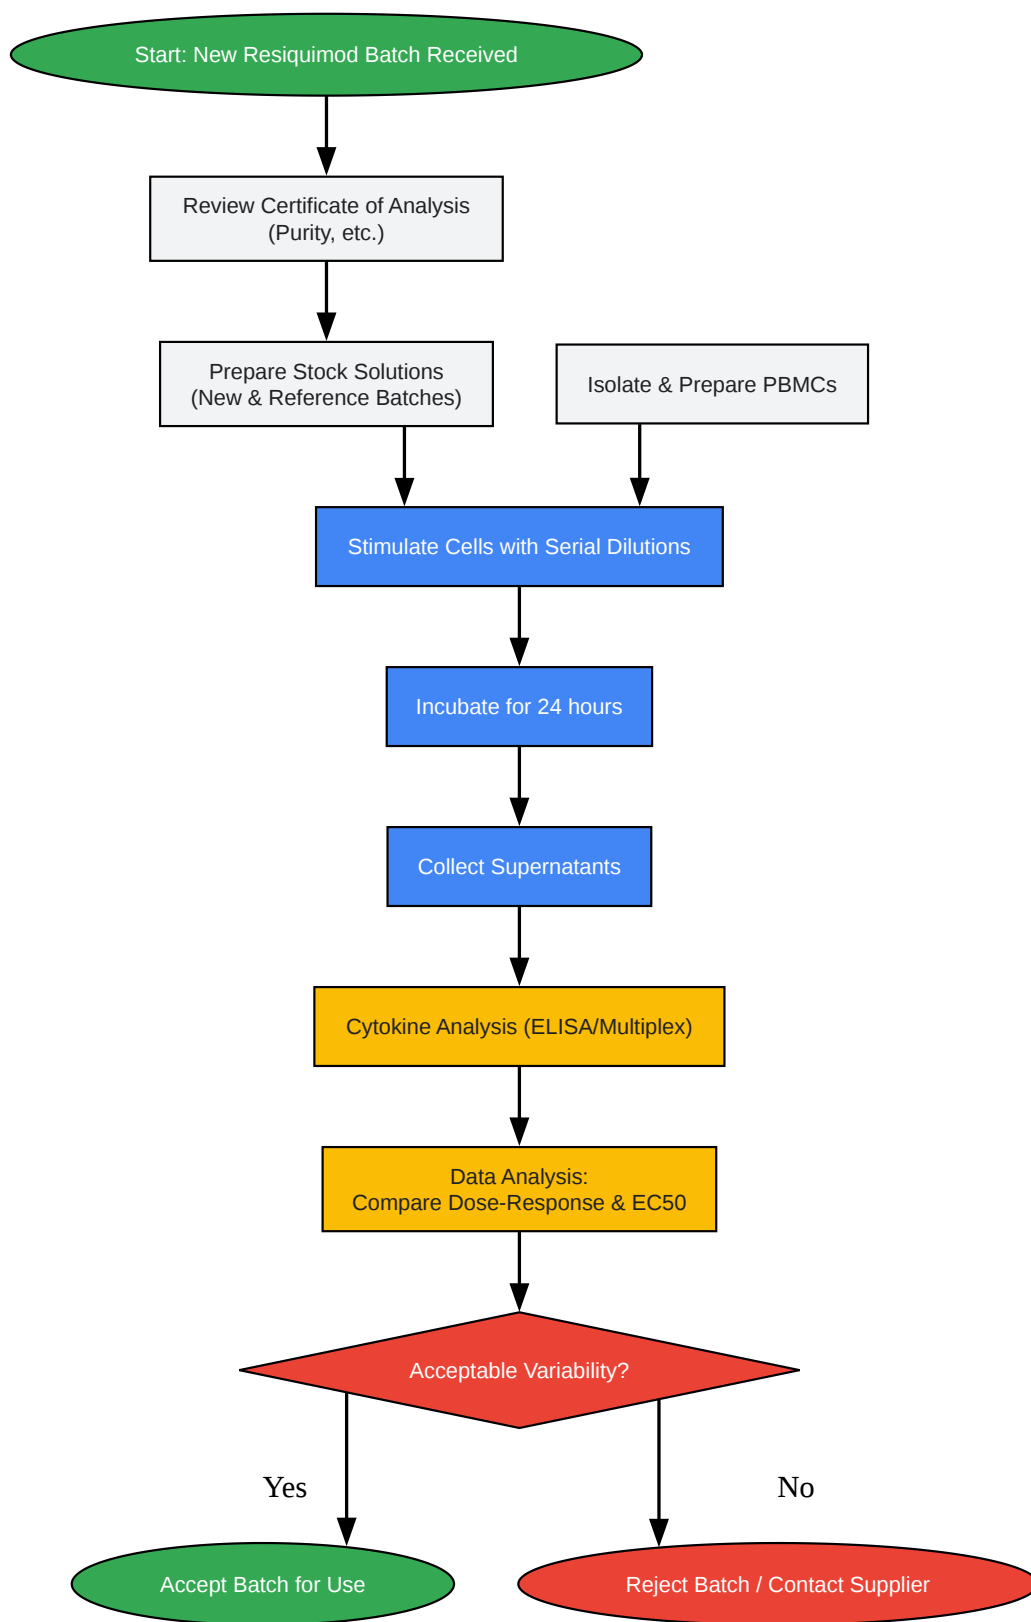 Start: New Resiquimod Batch Received
Review Certificate of Analysis
(Purity, etc.)
Prepare Stock Solutions
(New & Reference Batches)
Isolate & Prepare PBMCs
Stimulate Cells with Serial Dilutions
Incubate for 24 hours
Collect Supernatants
Cytokine Analysis (ELISA/Multiplex)
Data Analysis:
Compare Dose-Response & EC50
Acceptable Variability?
Yes
No
Accept Batch for Use
Reject Batch / Contact Supplier